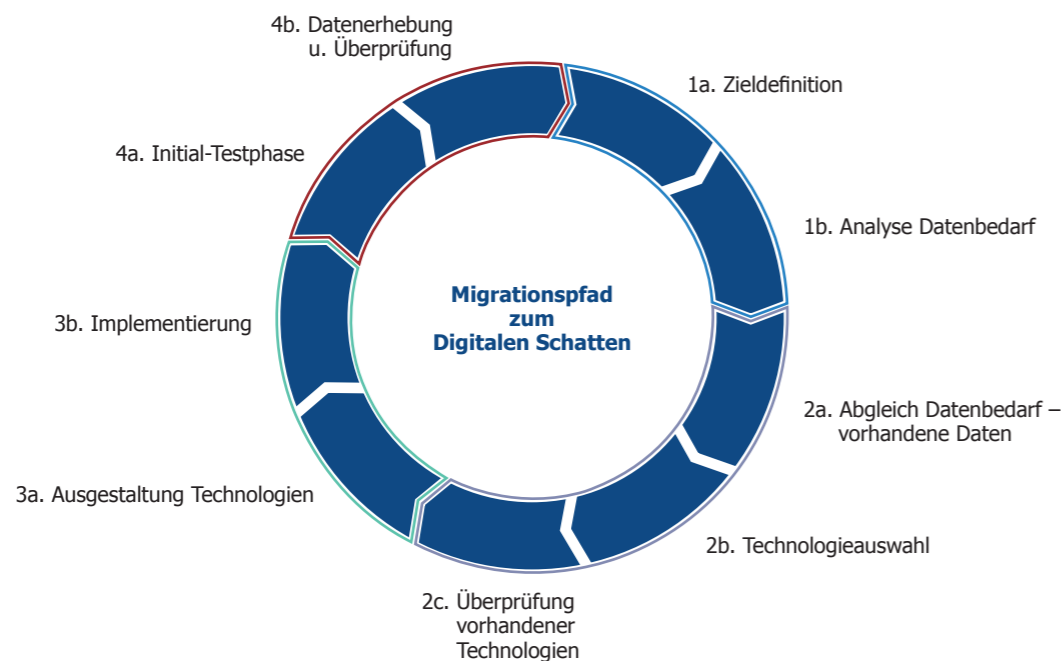 4b. Datenerhebung
u. Überprüfung
1a. Zieldefinition
4a. Initial-Testphase
1b. Analyse Datenbedarf
Migrationspfad
zum
Digitalen Schatten
3b. Implementierung
2a. Abgleich Datenbedarf –
vorhandene Daten
3a. Ausgestaltung Technologien
2b. Technologieauswahl
2c. Überprüfung
vorhandener
Technologien